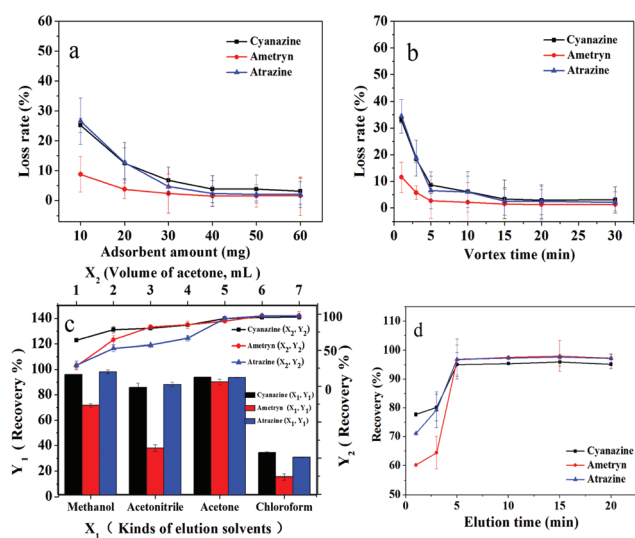 a
Cyanazine
Ametryn
Atrazine
Loss rate (%)
60
50
40
30
20
10
0
10 20 30 40 50 60
Adsorbent amount (mg)
b
Cyanazine
Ametryn
Atrazine
Loss rate (%)
70
60
50
40
30
20
10
0
0 5 10 15 20 25 30
Vortex time (min)
X2 (Volume of acetone, mL )
1 2 3 4 5 6 7
c
Cyanazine (X2, Y2)
Ametryn (X2, Y2)
Atrazine (X2, Y2)
Cyanazine (X1, Y1)
Ametryn (X1, Y1)
Atrazine (X1, Y1)
Y1 ( Recovery % )
140
120
100
80
60
40
20
0
100
50
0
Y2 ( Recovery % )
Methanol Acetonitrile Acetone Chloroform
X1 ( Kinds of elution solvents )
d
Cyanazine
Ametryn
Atrazine
Recovery (%)
110
100
90
80
70
60
50
0 5 10 15 20
Elution time (min)